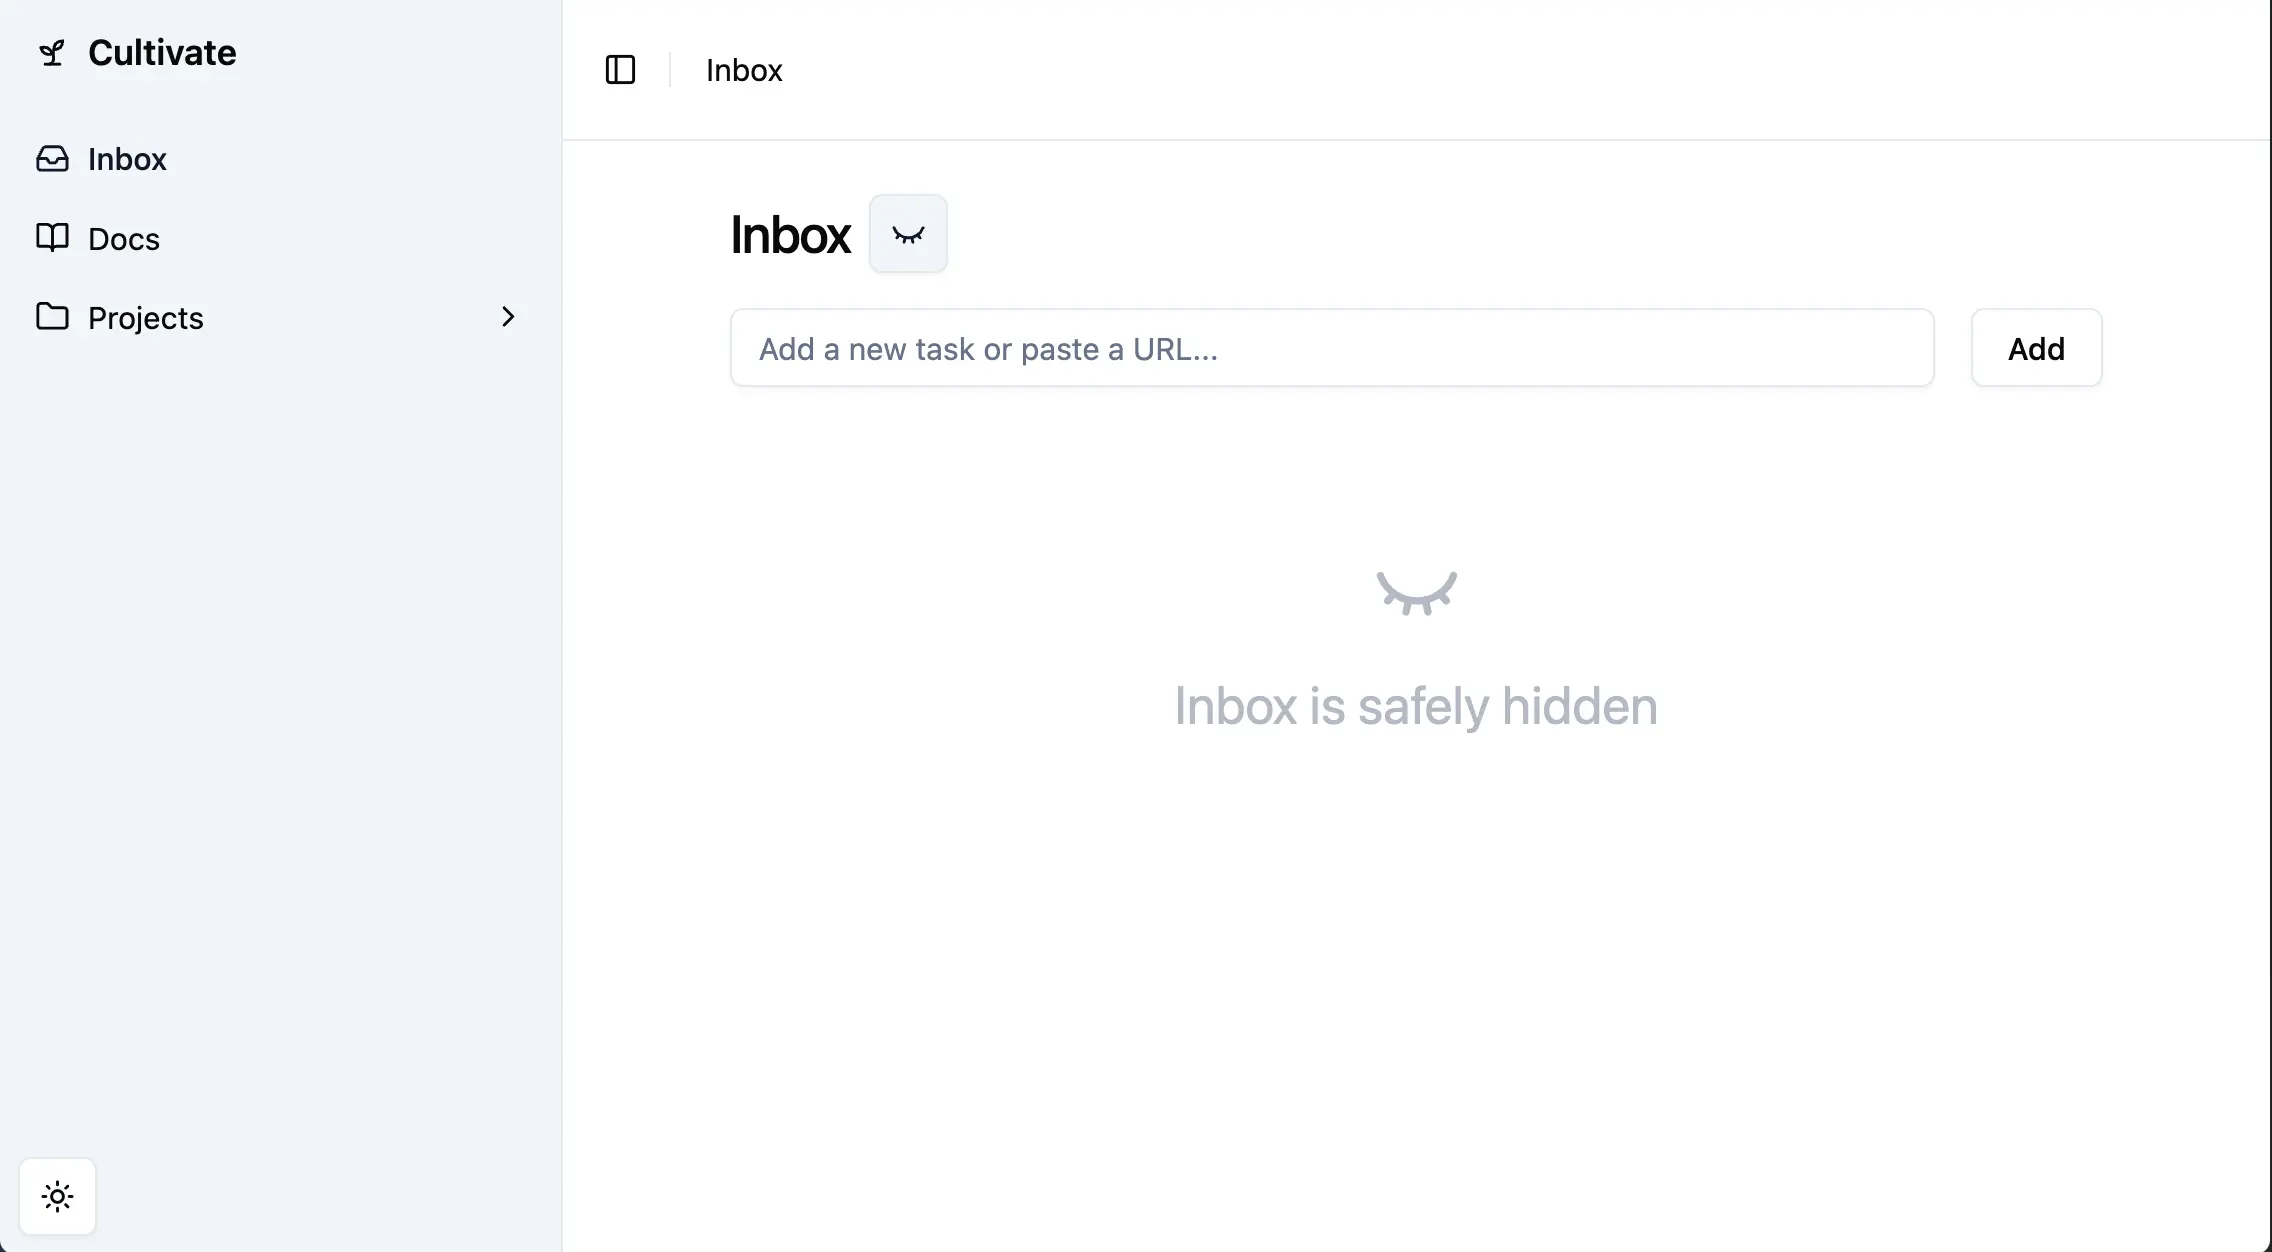 Cultivate
Inbox
Docs
Projects
Inbox
Inbox
Add a new task or paste a URL...
Add
Inbox is safely hidden